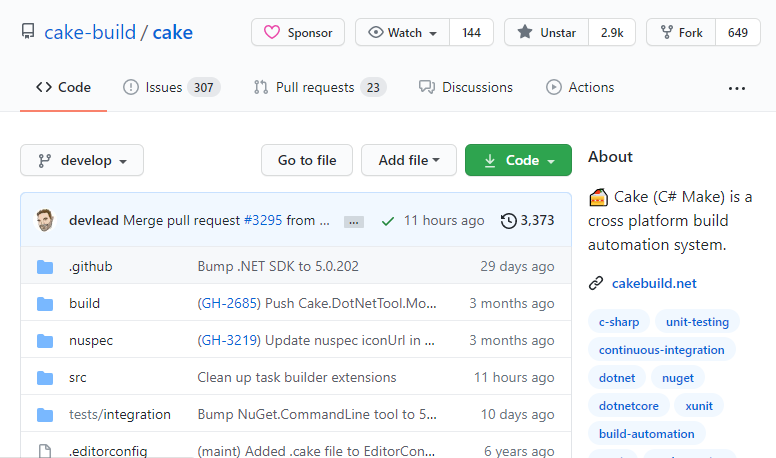 cake-build / cake Sponsor Watch 144 Unstar 2.9k Fork 649
Code Issues 307 Pull requests 23 Discussions Actions ...
develop Go to file Add file Code
About
devlead Merge pull request #3295 from ... ... 11 hours ago 3,373
Cake (C# Make) is a
cross platform build
automation system.
.github Bump .NET SDK to 5.0.202 29 days ago
build (GH-2685) Push Cake.DotNetTool.Mo... 3 months ago
nuspec (GH-3219) Update nuspec iconUrl in ... 3 months ago
src Clean up task builder extensions 11 hours ago
tests/integration Bump NuGet.CommandLine tool to 5... 10 days ago
.editorconfig (maint) Added .cake file to EditorCon... 6 years ago
cakebuild.net
c-sharp unit-testing
continuous-integration
dotnet nuget
dotnetcore xunit
build-automation